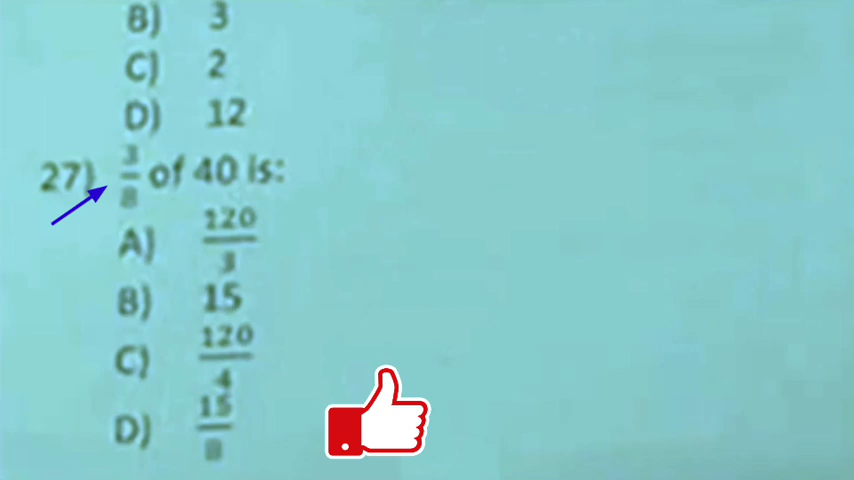 B) 3
C) 2
D) 12
27) 3/8 of 40 is:
A) 120/3
B) 15
C) 120/4
D) 15/8